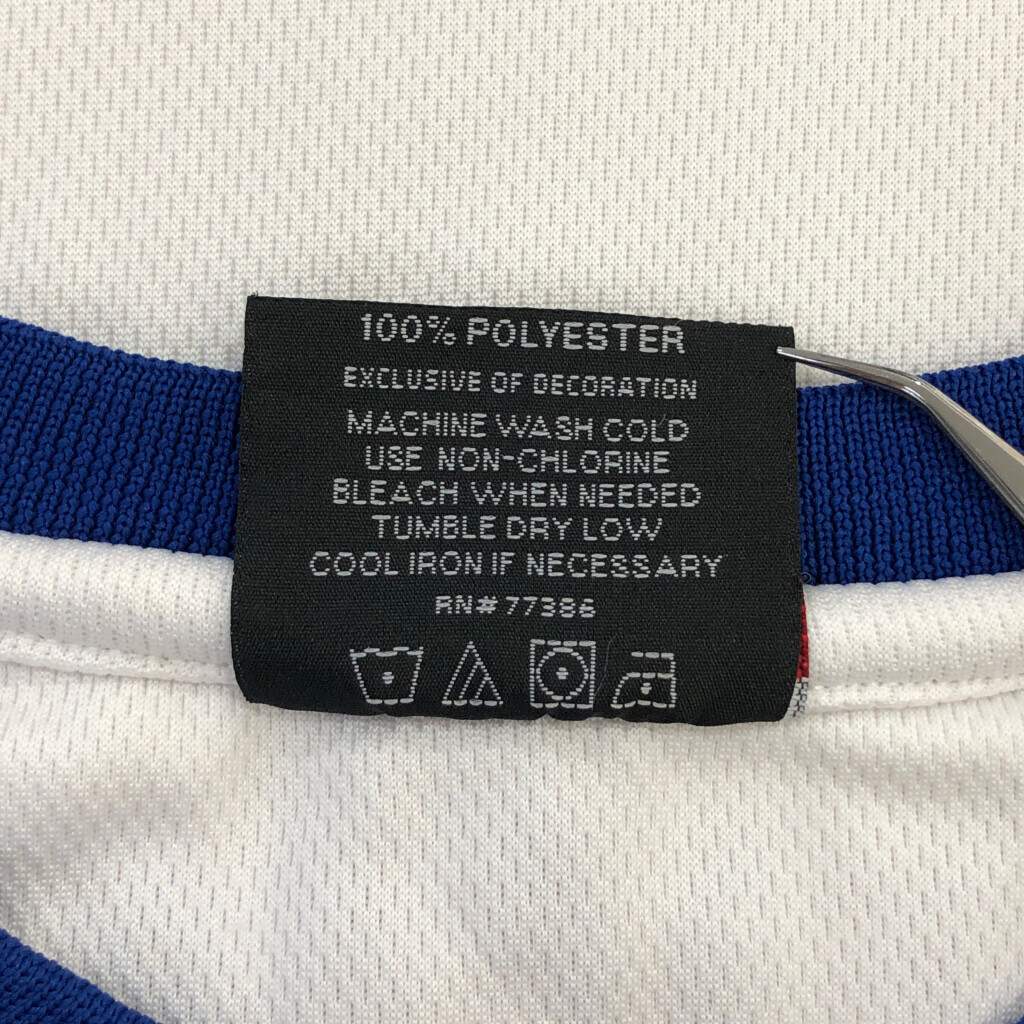 100% POLYESTER
EXCLUSIVE OF DECORATION
MACHINE WASH COLD
USE NON-CHLORINE
BLEACH WHEN NEEDED
TUMBLE DRY LOW
COOL IRON IF NECESSARY
RN# 77386